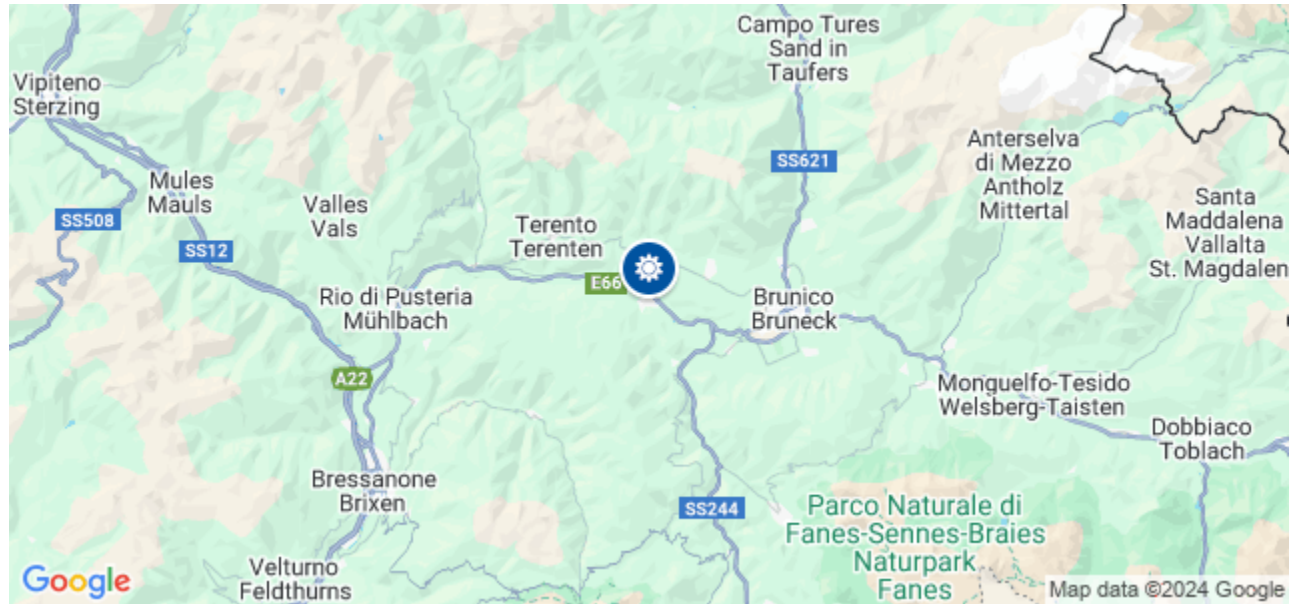 Campo Tures
Sand in
Taufers
Vipiteno
Sterzing
Anterselva
di Mezzo
Antholz
Mittertal
SS621
Mules
Mauls
Valles
Vals
Santa
Maddalena
Vallalta
St. Magdalen
SS508
SS12
Terento
Terenten
E66
Rio di Pusteria
Mühlbach
Brunico
Bruneck
A22
Monguelfo-Tesido
Welsberg-Taisten
Dobbiaco
Toblach
Bressanone
Brixen
SS244
Parco Naturale di
Fanes-Sennes-Braies
Naturpark
Fanes
Velturno
Feldthurns
Google
Map data ©2024 Google